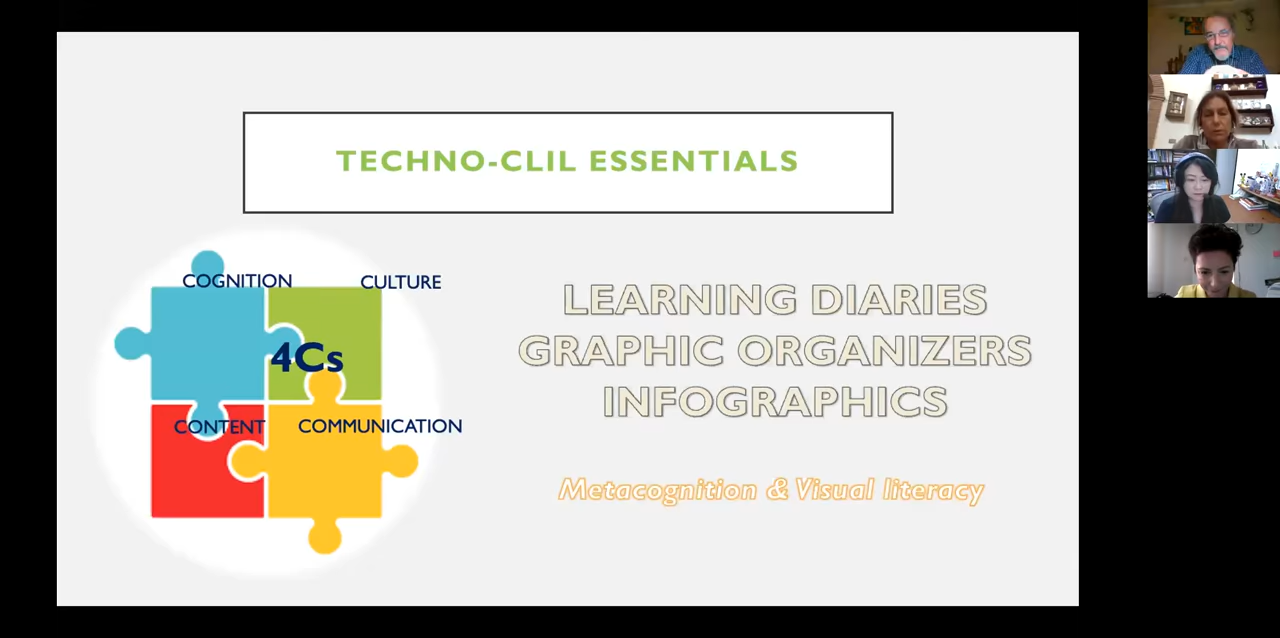 TECHNO-CLIL ESSENTIALS
COGNITION
CULTURE
4Cs
CONTENT
COMMUNICATION
LEARNING DIARIES
GRAPHIC ORGANIZERS
INFOGRAPHICS
Metacognition & Visual literacy